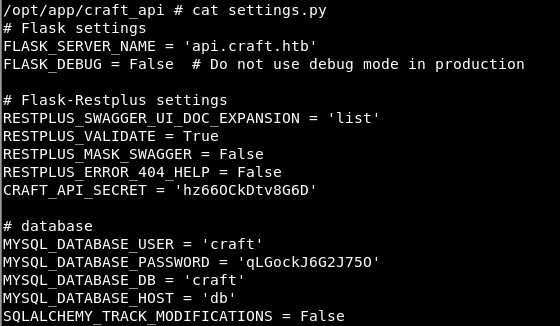 /opt/app/craft_api # cat settings.py
# Flask settings
FLASK_SERVER_NAME = 'api.craft.htb'
FLASK_DEBUG = False  # Do not use debug mode in production

# Flask-Restplus settings
RESTPLUS_SWAGGER_UI_DOC_EXPANSION = 'list'
RESTPLUS_VALIDATE = True
RESTPLUS_MASK_SWAGGER = False
RESTPLUS_ERROR_404_HELP = False
CRAFT_API_SECRET = 'hz66OCkDtv8G6D'

# database
MYSQL_DATABASE_USER = 'craft'
MYSQL_DATABASE_PASSWORD = 'qLGockJ6G2J75O'
MYSQL_DATABASE_DB = 'craft'
MYSQL_DATABASE_HOST = 'db'
SQLALCHEMY_TRACK_MODIFICATIONS = False